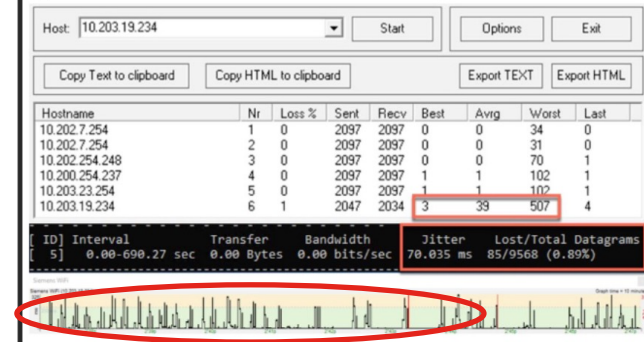 Host: 10.203.19.234 Start Options Exit
Copy Text to clipboard Copy HTML to clipboard Export TEXT Export HTML
Hostname Nr Loss % Sent Recv Best Avrg Worst Last
10.202.7.254 1 0 2097 2097 0 0 34 0
10.202.7.254 2 0 2097 2097 0 0 31 0
10.202.254.248 3 0 2097 2097 0 0 70 1
10.200.254.237 4 0 2097 2097 1 1 102 1
10.203.23.254 5 0 2097 2097 1 1 102 1
10.203.19.234 6 1 2047 2034 3 39 507 4
[ ID] Interval Transfer Bandwidth Jitter Lost/Total Datagrams
[ 5] 0.00-690.27 sec 0.00 Bytes 0.00 bits/sec 70.035 ms 85/9568 (0.89%)